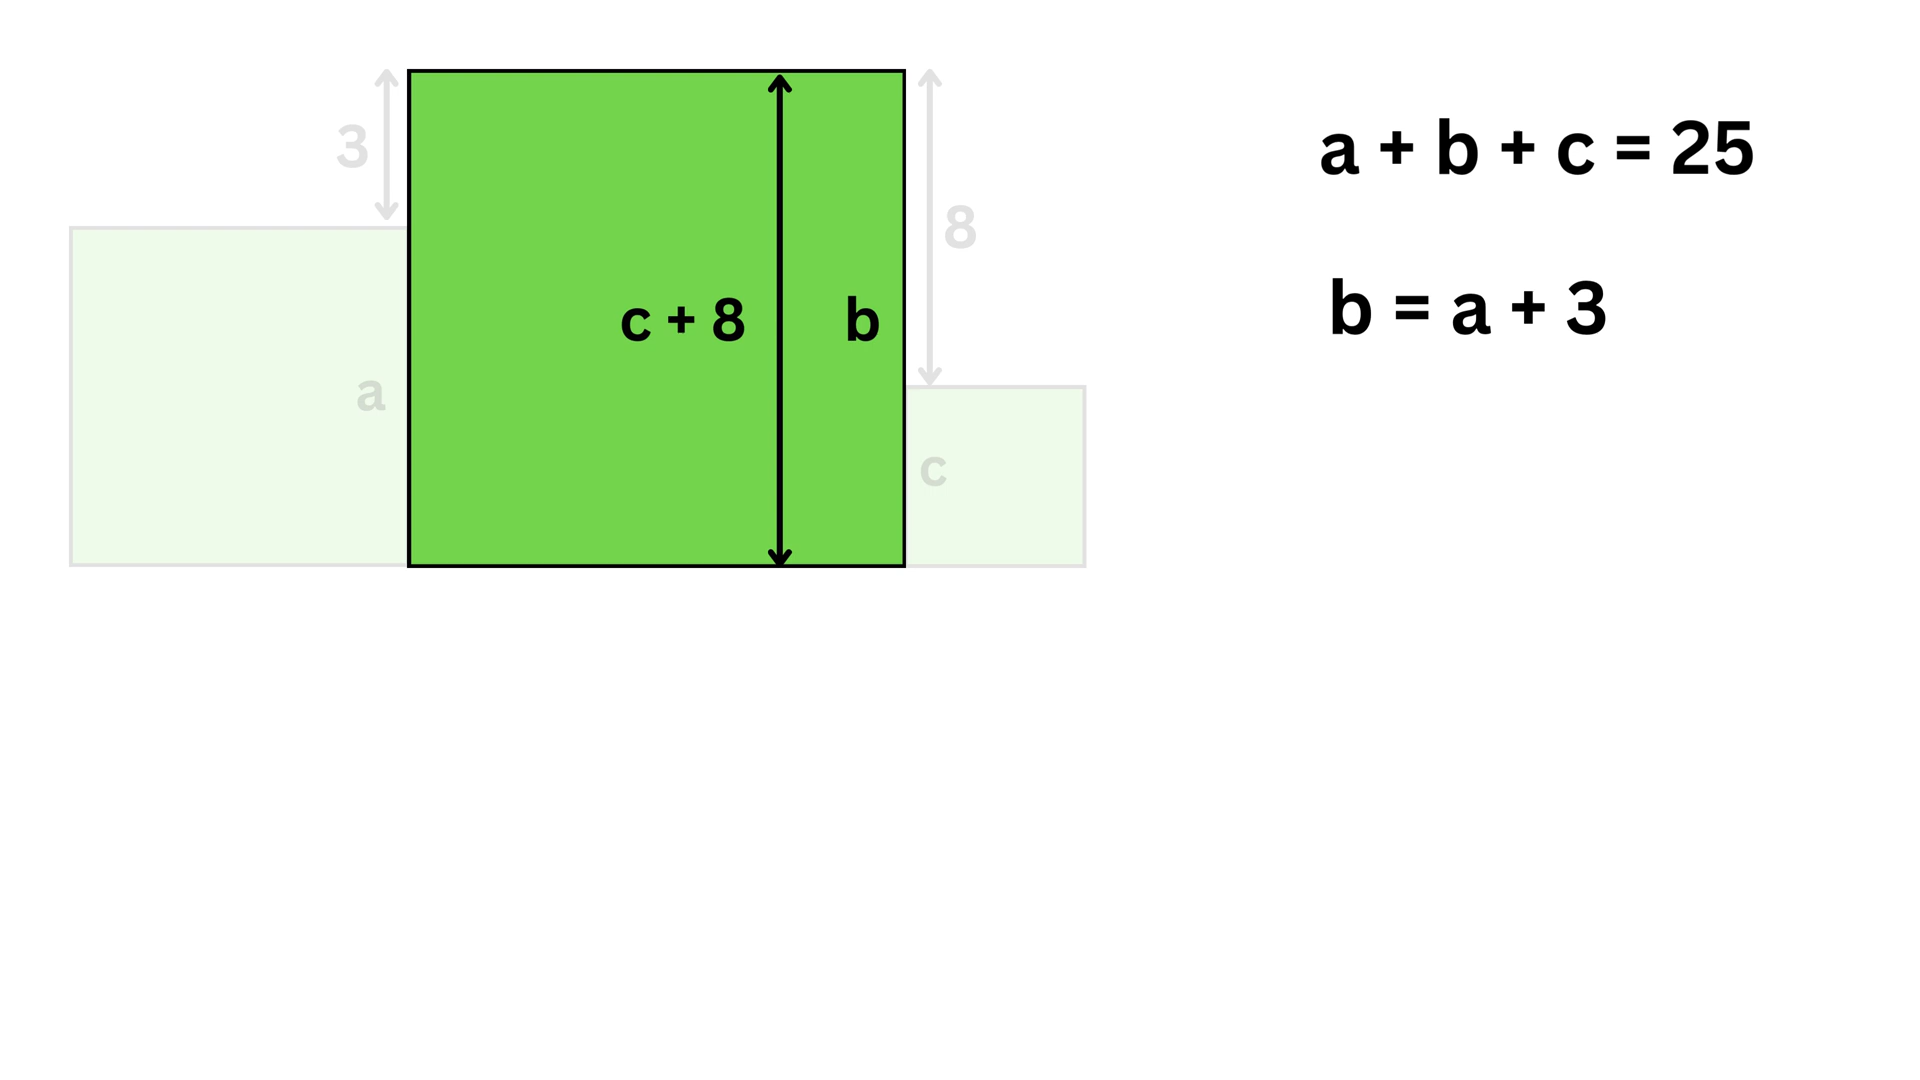 3
8
a
c + 8
b
c
a + b + c = 25
b = a + 3